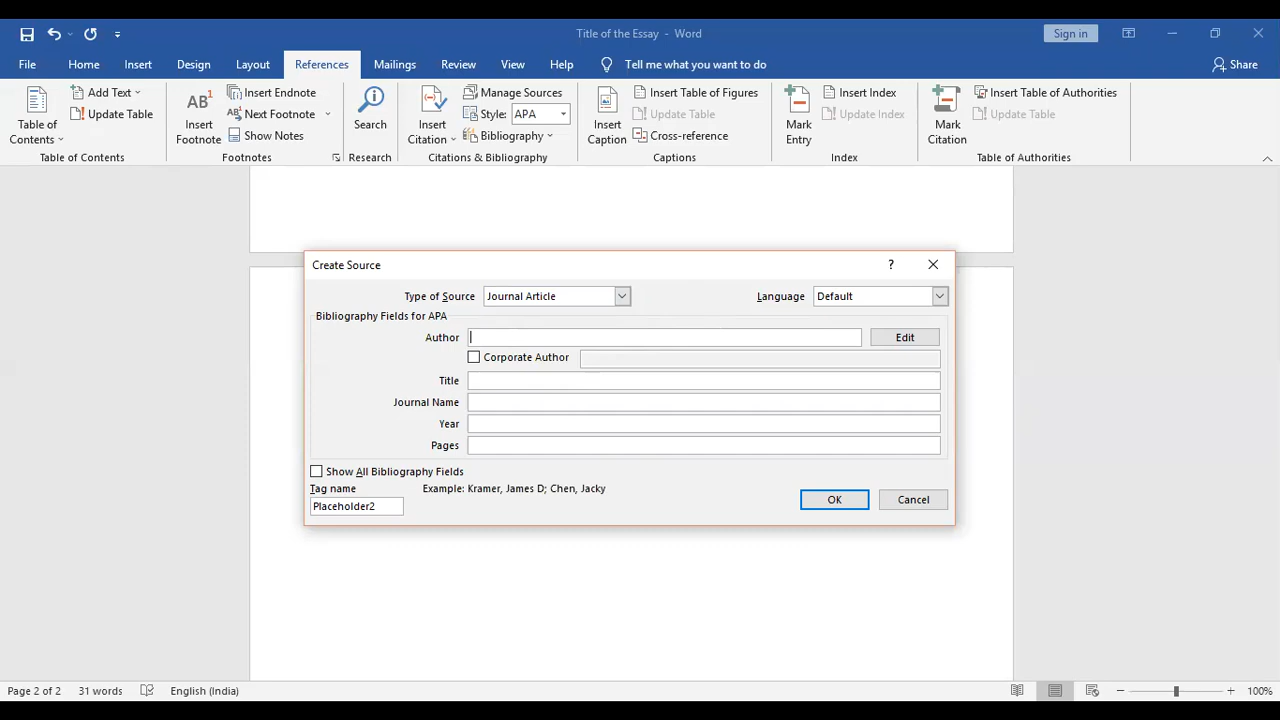 Title of the Essay - Word
Sign in
File Home Insert Design Layout References Mailings Review View Help Tell me what you want to do Share
Table of Contents
Add Text
Update Table
Table of Contents
AB1
Insert Footnote
Insert Endnote
AB1 Next Footnote
Show Notes
Footnotes
Search
Research
Insert Citation
Manage Sources
Style: APA
Bibliography
Citations & Bibliography
Insert Caption
Insert Table of Figures
Update Table
Cross-reference
Captions
Mark Entry
Insert Index
Update Index
Index
Mark Citation
Insert Table of Authorities
Update Table
Table of Authorities
Create Source
?
Type of Source Journal Article Language Default
Bibliography Fields for APA
Author Edit
Corporate Author
Title
Journal Name
Year
Pages
Show All Bibliography Fields
Tag name Example: Kramer, James D; Chen, Jacky
Placeholder2
OK Cancel
Page 2 of 2 31 words English (India) 100%